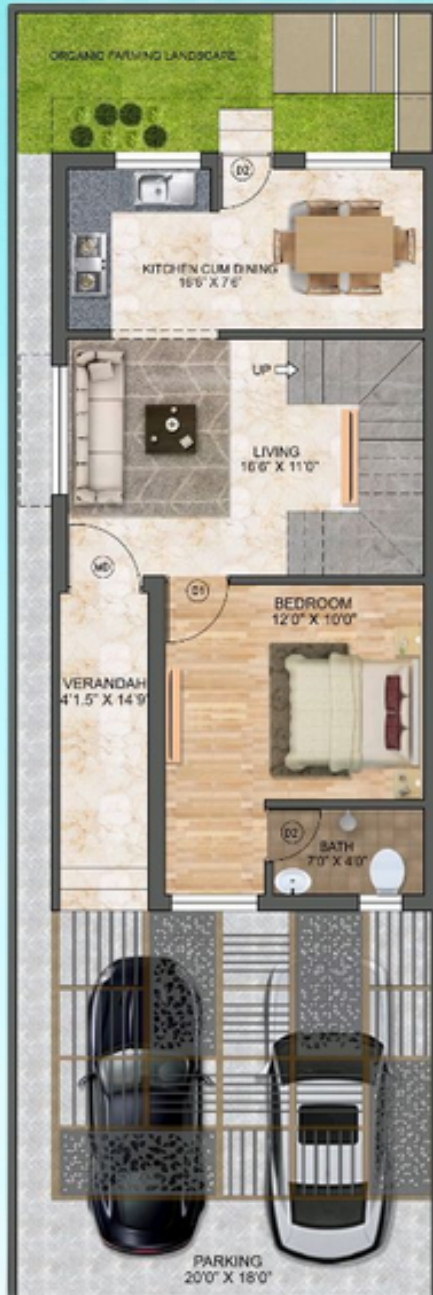 ORGANIC FARMING LANDSCAPE
D2
KITCHEN CUM DINING
16'6" X 7'6"
UP
LIVING
16'6" X 11'0"
MD
D1
BEDROOM
12'0" X 10'0"
VERANDAH
4'1.5" X 14'9"
D2
BATH
7'0" X 4'0"
PARKING
20'0" X 18'0"